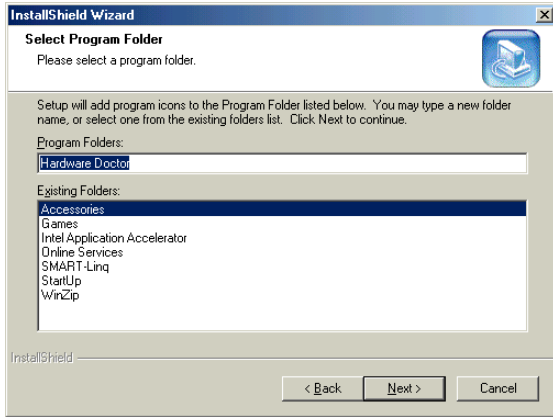 InstallShield Wizard
Select Program Folder
Please select a program folder.
Setup will add program icons to the Program Folder listed below. You may type a new folder
name, or select one from the existing folders list. Click Next to continue.
Program Folders:
Hardware Doctor
Existing Folders:
Accessories
Games
Intel Application Accelerator
Online Services
SMART-Linq
StartUp
WinZip
InstallShield
< Back
Next >
Cancel